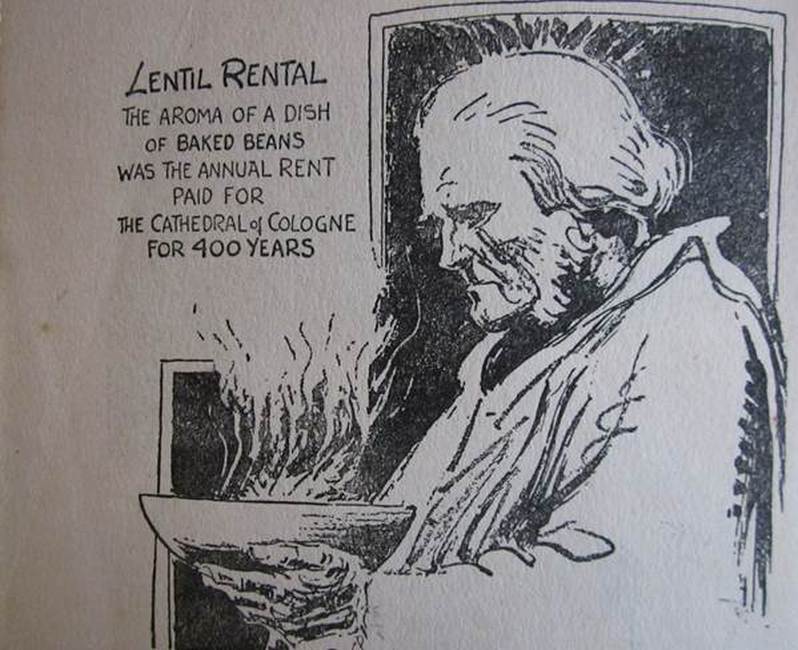 LENTIL RENTAL
THE AROMA OF A DISH
OF BAKED BEANS
WAS THE ANNUAL RENT
PAID FOR
THE CATHEDRAL of COLOGNE
FOR 400 YEARS